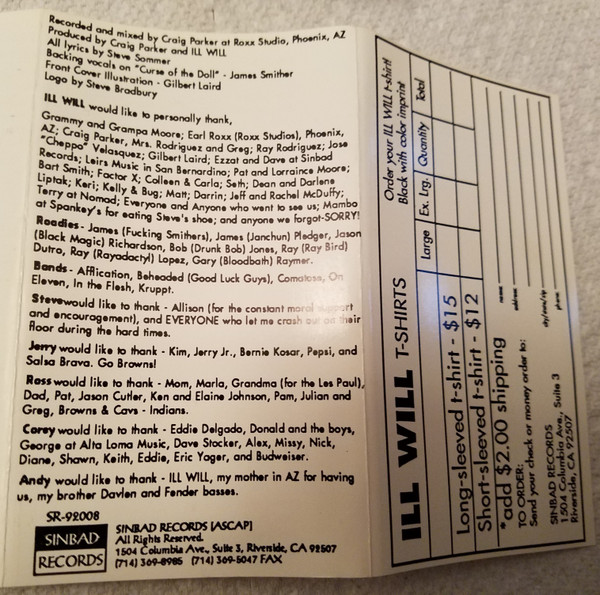 Recorded and mixed by Craig Parker at Roxx Studio, Phoenix, AZ
Produced by Craig Parker and ILL WILL
All lyrics by Steve Sommer
Backing vocals on "Curse of the Doll" - James Smither
Front Cover Illustration - Gilbert Laird
Logo by Steve Bradbury
ILL WILL would like to personally thank,
Grammy and Grampa Moore; Earl Roxx (Roxx Studios), Phoenix,
AZ; Craig Parker, Mrs. Rodriguez and Greg; Ray Rodriguez; Jose
"Cheppo" Velasquez; Gilbert Laird; Ezzat and Dave at Sinbad
Records; Leirs Music in San Bernardino; Pat and Lorraince Moore;
Bart Smith; Factor X; Colleen & Carla; Seth; Dean and Darlene
Liptak; Keri; Kelly & Bug; Matt; Darrin; Jeff and Rachel McDuffy;
Terry at Nomad; Everyone and Anyone who went to see us; Mambo
at Spankey's for eating Steve's shoe; and anyone we forgot-SORRY!
Roadies - James (Fucking Smithers), James (Janchun) Pledger, Jason
(Black Magic) Richardson, Bob (Drunk Bob) Jones, Ray (Ray Bird)
Dutro, Ray (Rayadactyl) Lopez, Gary (Bloodbath) Raymer.
Bands - Afflication, Beheaded (Good Luck Guys), Comatose, On
Eleven, In the Flesh, Kruppt.
Steve would like to thank - Allison (for the constant moral support
and encouragement), and EVERYONE who let me crash out on their
floor during the hard times.
Jerry would like to thank - Kim, Jerry Jr., Bernie Kosar, Pepsi, and
Salsa Brava. Go Browns!
Ross would like to thank - Mom, Marla, Grandma (for the Les Paul),
Dad, Pat, Jason Cutler, Ken and Elaine Johnson, Pam, Julian and
Greg, Browns & Cavs - Indians.
Corey would like to thank - Eddie Delgado, Donald and the boys,
George at Alta Loma Music, Dave Stocker, Alex, Missy, Nick,
Diane, Shawn, Keith, Eddie, Eric Yoger, and Budweiser.
Andy would like to thank - ILL WILL, my mother in AZ for having
us, my brother Davlen and Fender basses.
SR-92008
SINBAD
RECORDS
SINBAD RECORDS (ASCAP)
All Rights Reserved.
1504 Columbia Ave., Suite 3, Riverside, CA 92507
(714) 369-8985 (714) 369-5047 FAX
Order your ILL WILL t-shirt!
Black with color imprint
ILL WILL T-SHIRTS
Large Ex. Lrg. Quantity Total
Long-sleeved t-shirt - $15
Short-sleeved t-shirt - $12
*add $2.00 shipping
TO ORDER:
Send your check or money order to:
SINBAD RECORDS
1504 Columbia Ave., Suite 3
Riverside, CA 92507
name:
address:
city/state/zip:
phone: